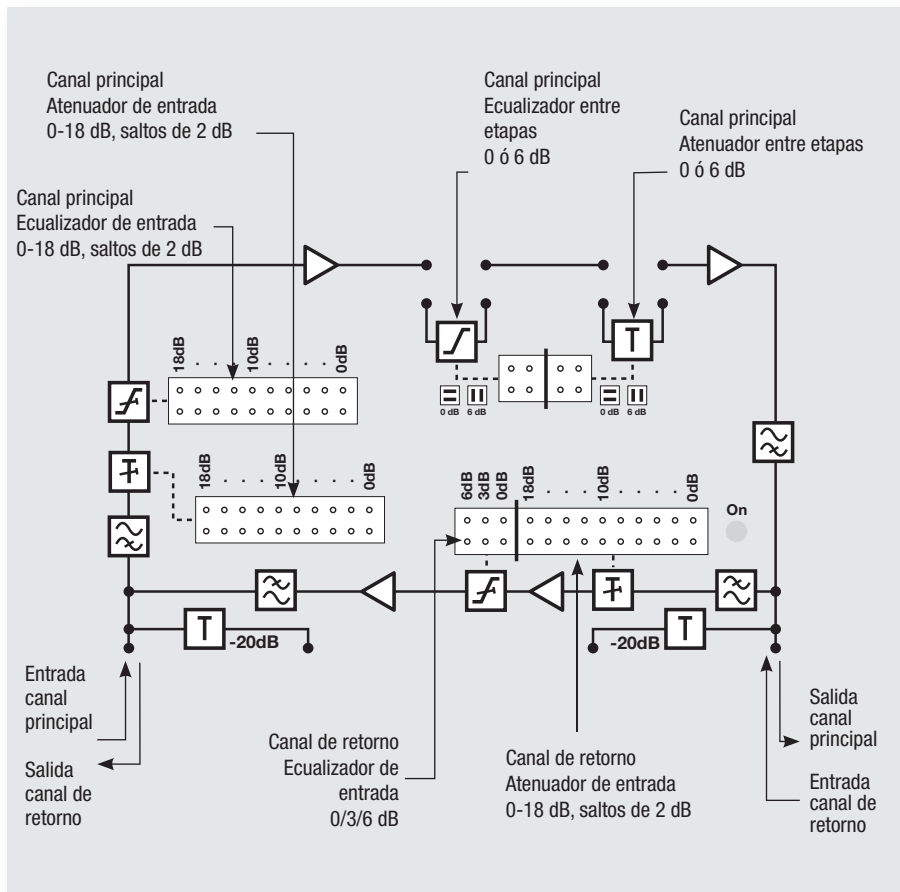 Canal principal
Atenuador de entrada
0-18 dB, saltos de 2 dB
Canal principal
Ecualizador entre
etapas
0 ó 6 dB
Canal principal
Atenuador entre etapas
0 ó 6 dB
Canal principal
Ecualizador de entrada
0-18 dB, saltos de 2 dB
18dB . . . 10dB . . . . 0dB
T
0 dB 6 dB
0 dB 6 dB
T
18dB . . . 10dB . . . . 0dB
6dB 3dB 0dB 18dB . . . 10dB . . . . 0dB
On
T
T
-20dB
T
-20dB
Entrada
canal
principal
Salida
canal de
retorno
Canal de retorno
Ecualizador de
entrada
0/3/6 dB
Canal de retorno
Atenuador de entrada
0-18 dB, saltos de 2 dB
Salida
canal
principal
Entrada
canal de
retorno